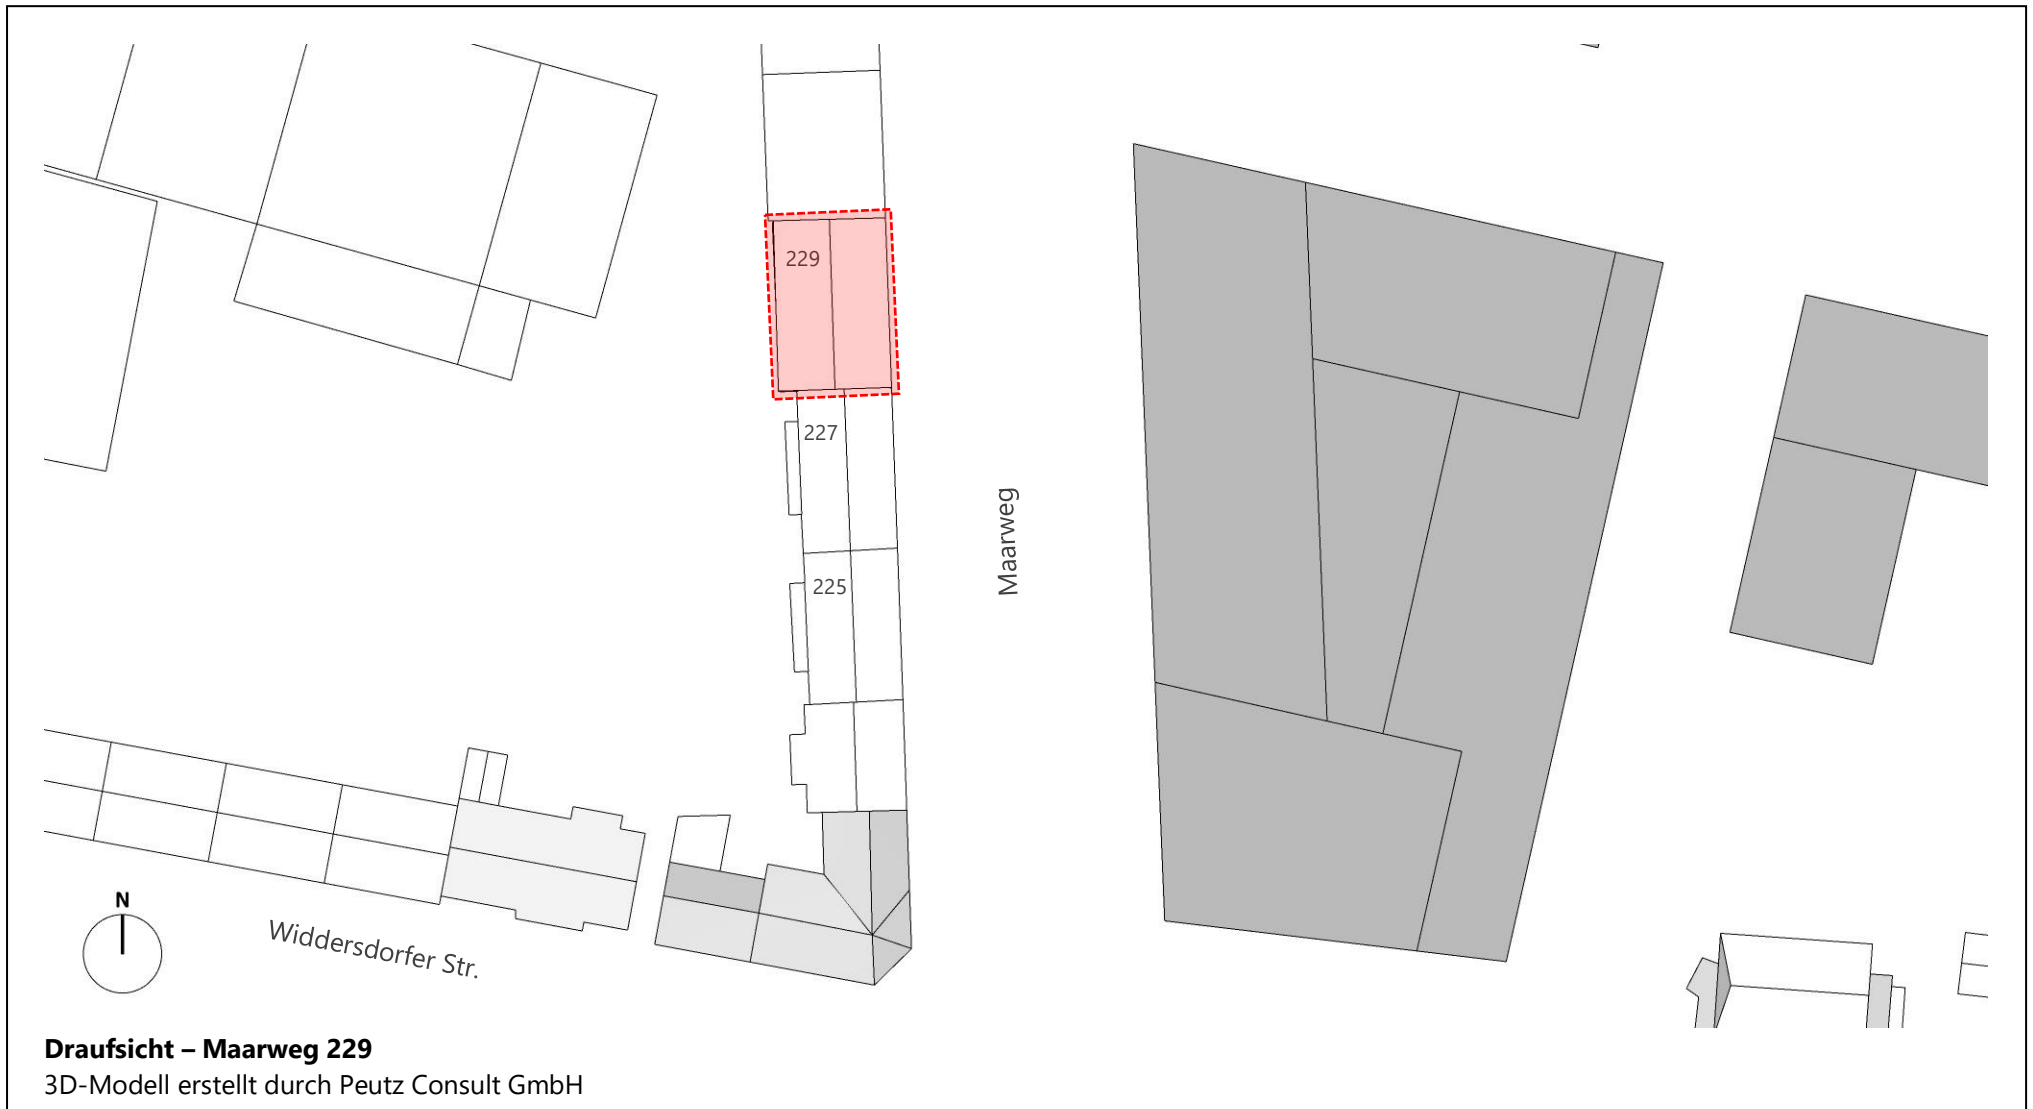 229
227
Maarweg
225
N
Widdersdorfer Str.
Draufsicht – Maarweg 229
3D-Modell erstellt durch Peutz Consult GmbH